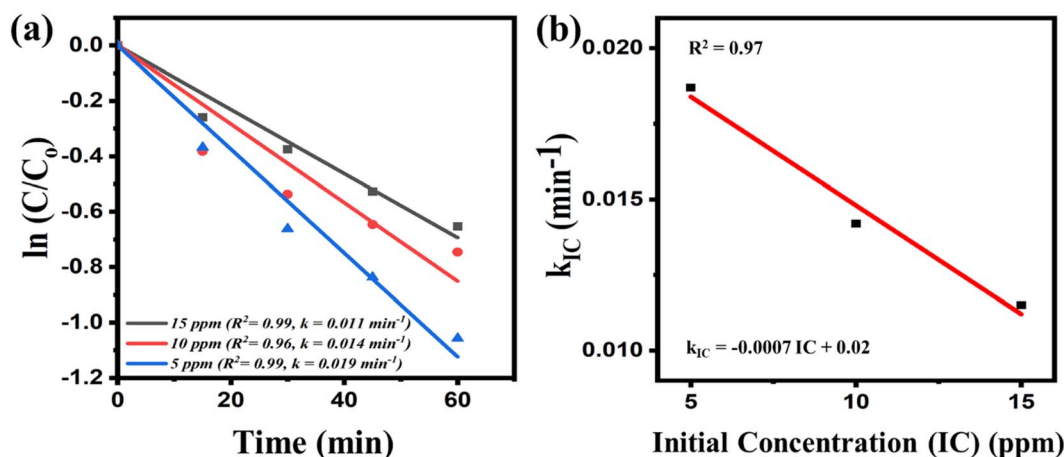 (a)
ln (C/Cₒ)
0.0
-0.2
-0.4
-0.6
-0.8
-1.0
-1.2
15 ppm (R²= 0.99, k = 0.011 min⁻¹)
10 ppm (R²= 0.96, k = 0.014 min⁻¹)
5 ppm (R²= 0.99, k = 0.019 min⁻¹)
0 20 40 60
Time (min)
(b)
k_IC (min⁻¹)
0.020
0.015
0.010
R² = 0.97
k_IC = -0.0007 IC + 0.02
5 10 15
Initial Concentration (IC) (ppm)